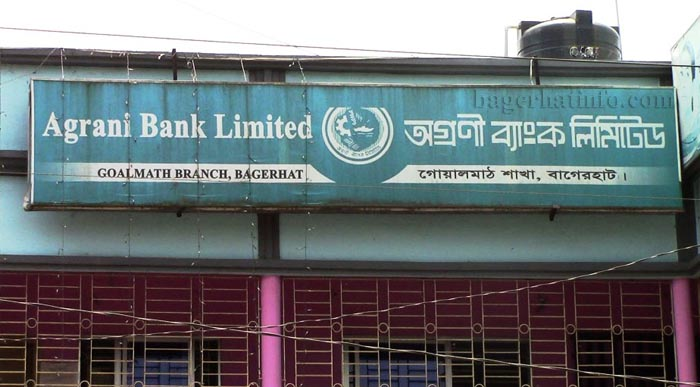 bagerhatinfo.com
Agrani Bank Limited
অগ্রণী ব্যাংক লিমিটেড
GOALMATH BRANCH, BAGERHAT
গোয়ালমাঠ শাখা, বাগেরহাট ।